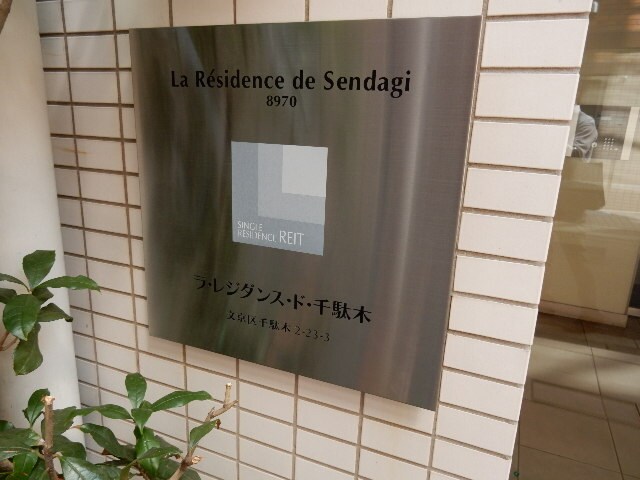 La Résidence de Sendagi
8970
SINGLE
RESIDENCE REIT
ラ・レジダンス・ド・千駄木
文京区千駄木 2-23-3